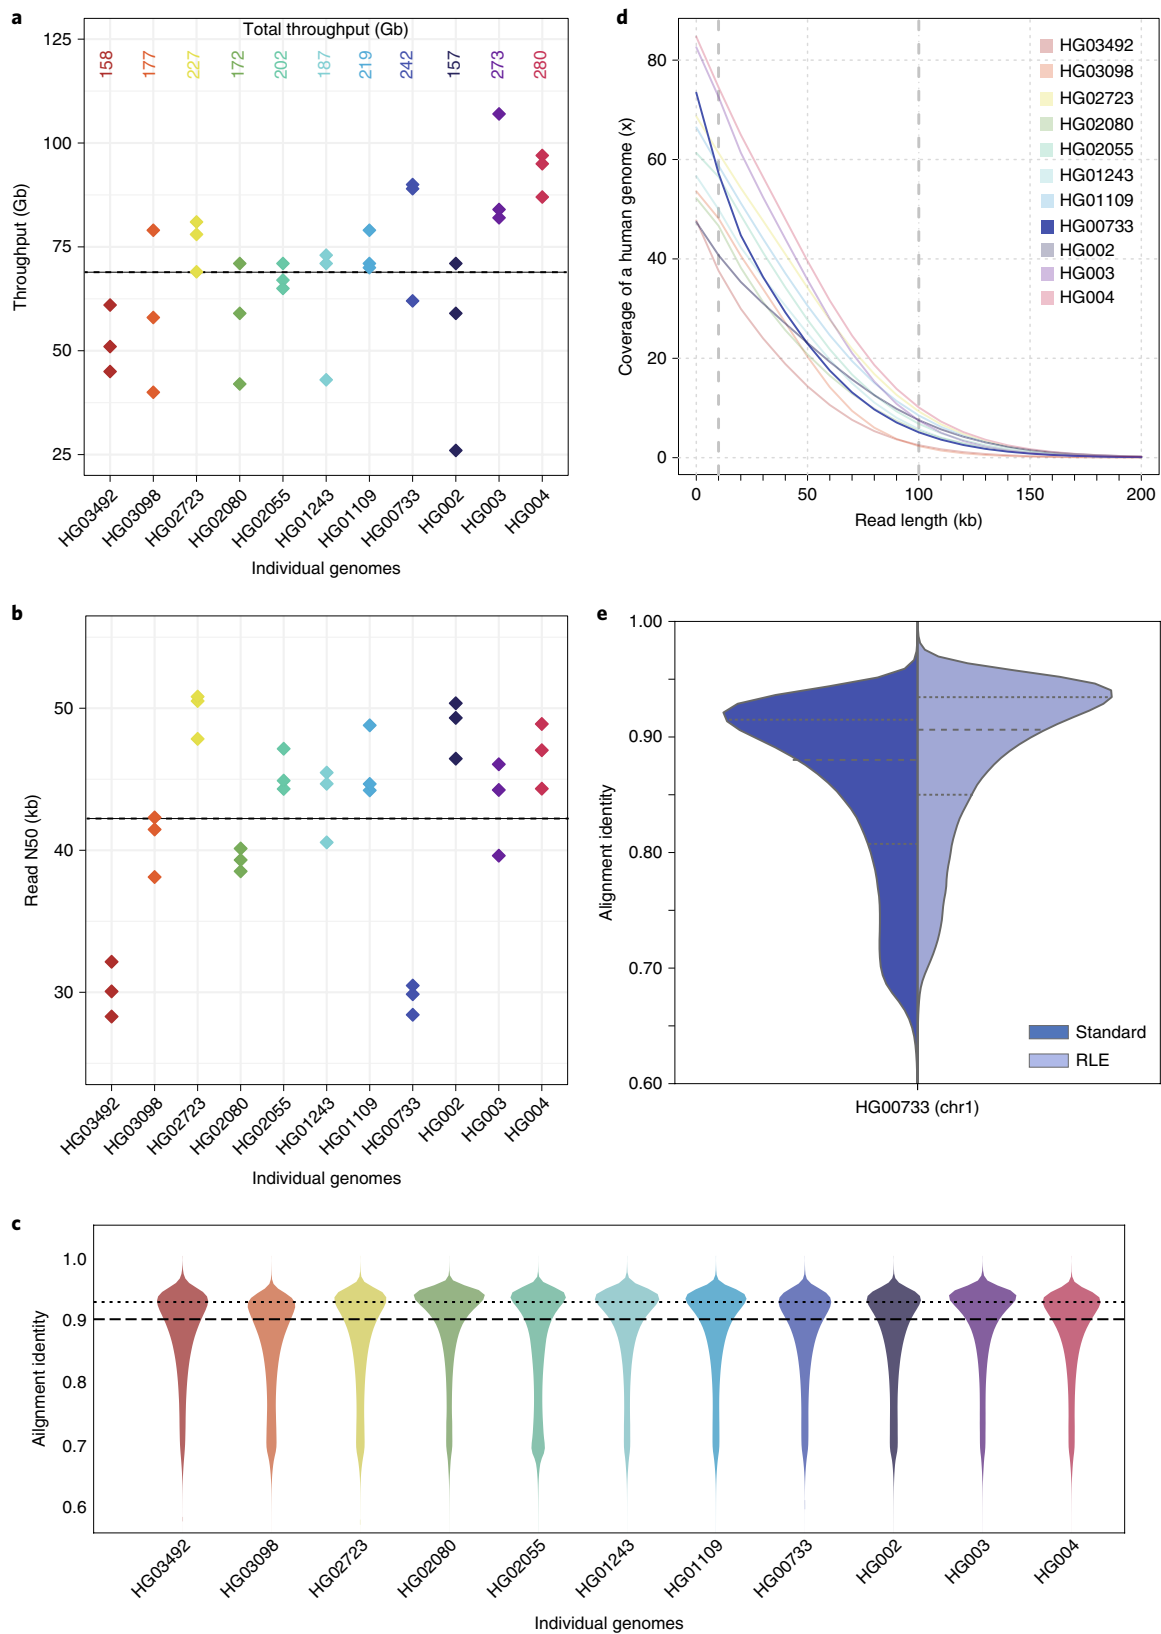 a
Total throughput (Gb)
158 177 227 172 202 187 219 242 157 273 280
125
100
75
50
25
Throughput (Gb)
HG03492 HG03098 HG02723 HG02080 HG02055 HG01243 HG01109 HG00733 HG002 HG003 HG004
Individual genomes
d
80
60
40
20
0
Coverage of a human genome (x)
HG03492
HG03098
HG02723
HG02080
HG02055
HG01243
HG01109
HG00733
HG002
HG003
HG004
0 50 100 150 200
Read length (kb)
b
50
40
30
Read N50 (kb)
HG03492 HG03098 HG02723 HG02080 HG02055 HG01243 HG01109 HG00733 HG002 HG003 HG004
Individual genomes
e
1.00
0.90
0.80
0.70
0.60
Alignment identity
Standard
RLE
HG00733 (chr1)
c
1.0
0.9
0.8
0.7
0.6
Ailgnment identity
HG03492 HG03098 HG02723 HG02080 HG02055 HG01243 HG01109 HG00733 HG002 HG003 HG004
Individual genomes